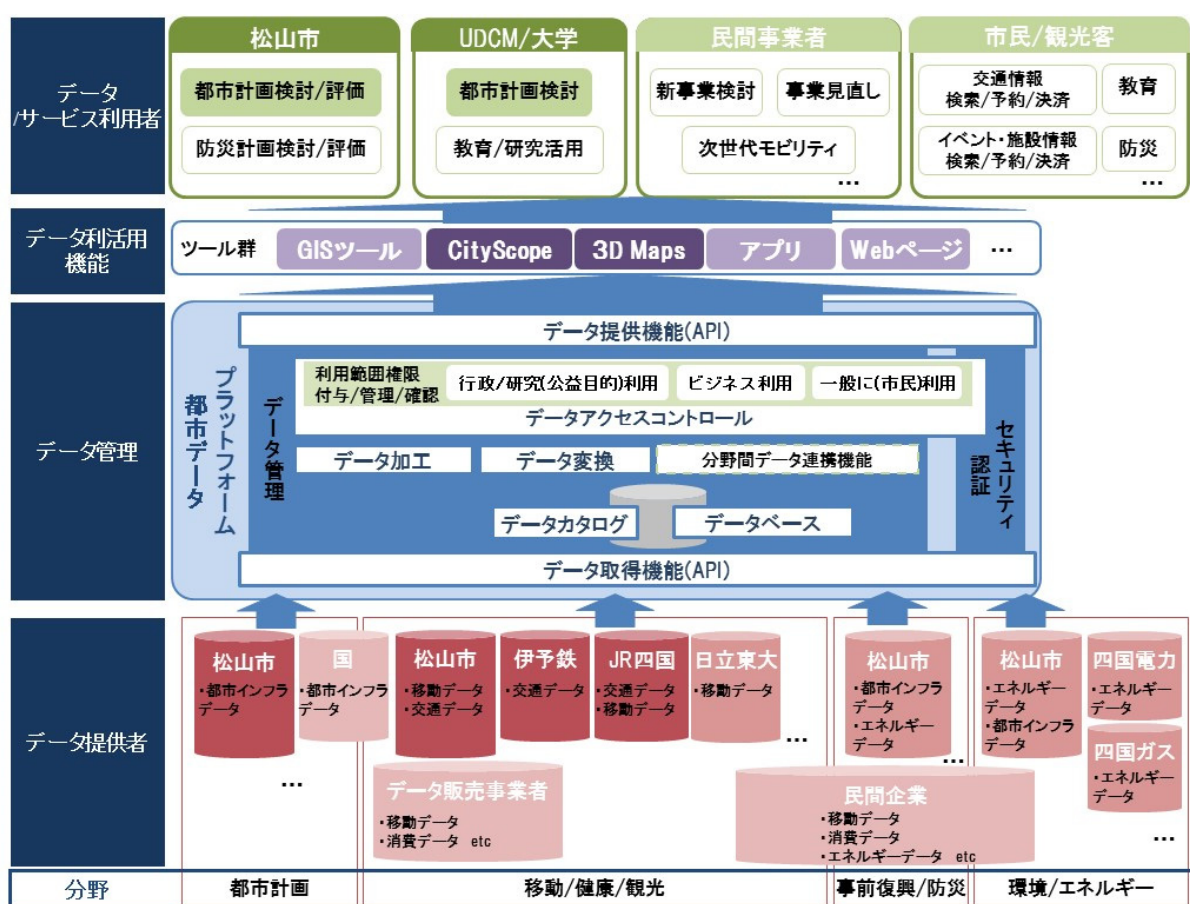 データ
/サービス利用者
松山市
都市計画検討/評価
防災計画検討/評価
UDCM/大学
都市計画検討
教育/研究活用
民間事業者
新事業検討
事業見直し
次世代モビリティ
…
市民/観光客
交通情報
検索/予約/決済
教育
イベント・施設情報
検索/予約/決済
防災
…
データ利活用
機能
ツール群
GISツール
CityScope
3D Maps
アプリ
Webページ
…
データ管理
都市データ
プラットフォーム
データ提供機能(API)
データ管理
利用範囲権限
付与/管理/確認
行政/研究(公益目的)利用
ビジネス利用
一般に(市民)利用
データアクセスコントロール
データ加工
データ変換
分野間データ連携機能
データカタログ
データベース
セキュリティ
認証
データ取得機能(API)
データ提供者
松山市
・都市インフラ
データ
国
・都市インフラ
データ
…
松山市
・移動データ
・交通データ
伊予鉄
・交通データ
JR四国
・交通データ
・移動データ
日立東大
・移動データ
…
データ販売事業者
・移動データ
・消費データ etc
松山市
・都市インフラ
データ
・エネルギー
データ
…
民間企業
・移動データ
・消費データ
・エネルギーデータ etc
松山市
・エネルギー
データ
・都市インフラ
データ
四国電力
・エネルギー
データ
四国ガス
・エネルギー
データ
…
分野
都市計画
移動/健康/観光
事前復興/防災
環境/エネルギー